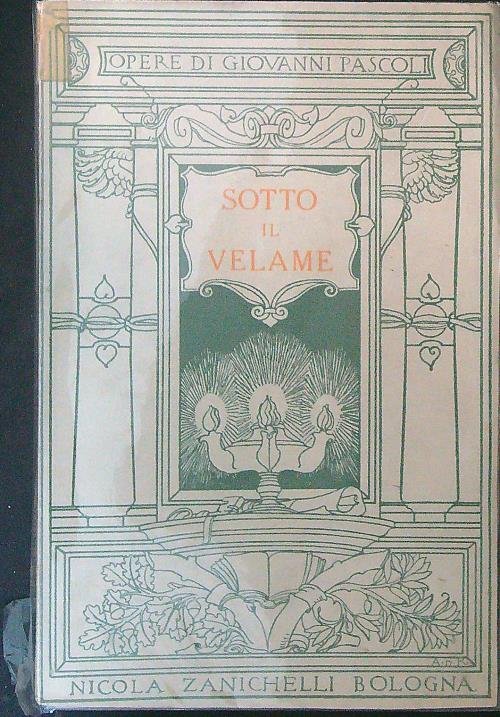 OPERE DI GIOVANNI PASCOLI
SOTTO
IL
VELAME
NICOLA ZANICHELLI BOLOGNA